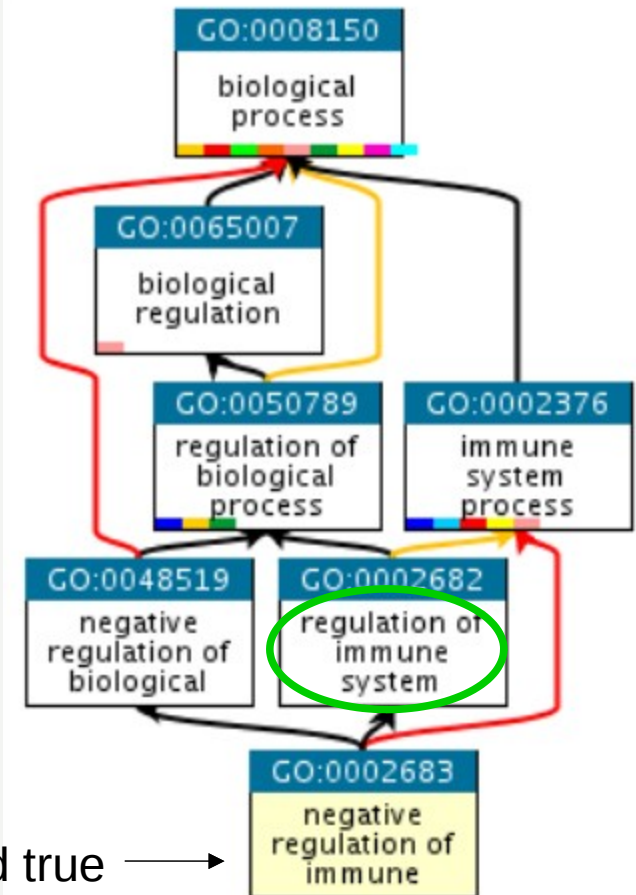 GO:0008150
biological
process
GO:0065007
biological
regulation
GO:0050789
regulation of
biological
process
GO:0002376
immune
system
process
GO:0048519
negative
regulation of
biological
GO:0002682
regulation of
immune
system
GO:0002683
negative
regulation of
immune
true